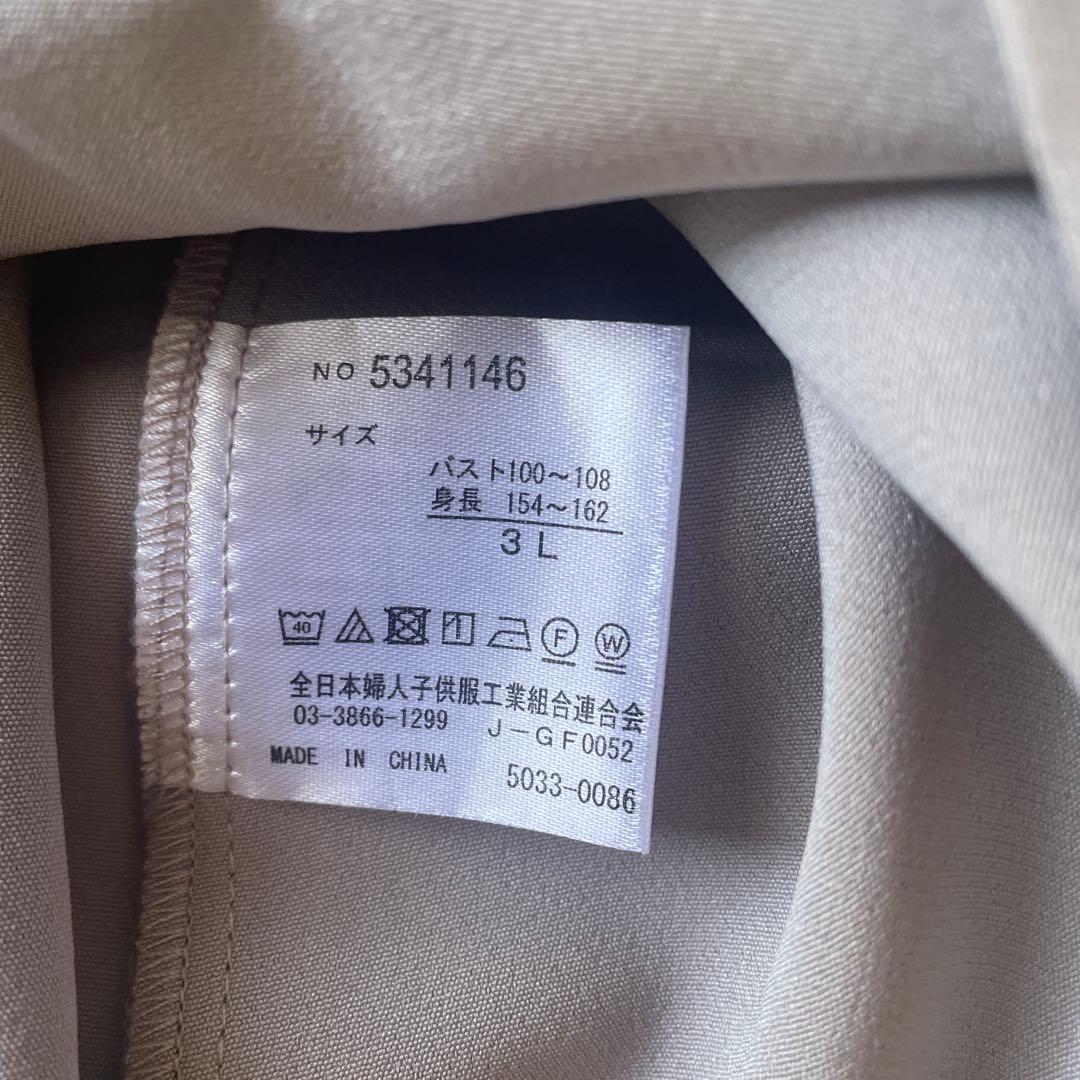 NO 5341146
サイズ
バスト100〜108
身長 154〜162
3L
40
F W
全日本婦人子供服工業組合連合会
03-3866-1299 J-GF0052
MADE IN CHINA 5033-0086